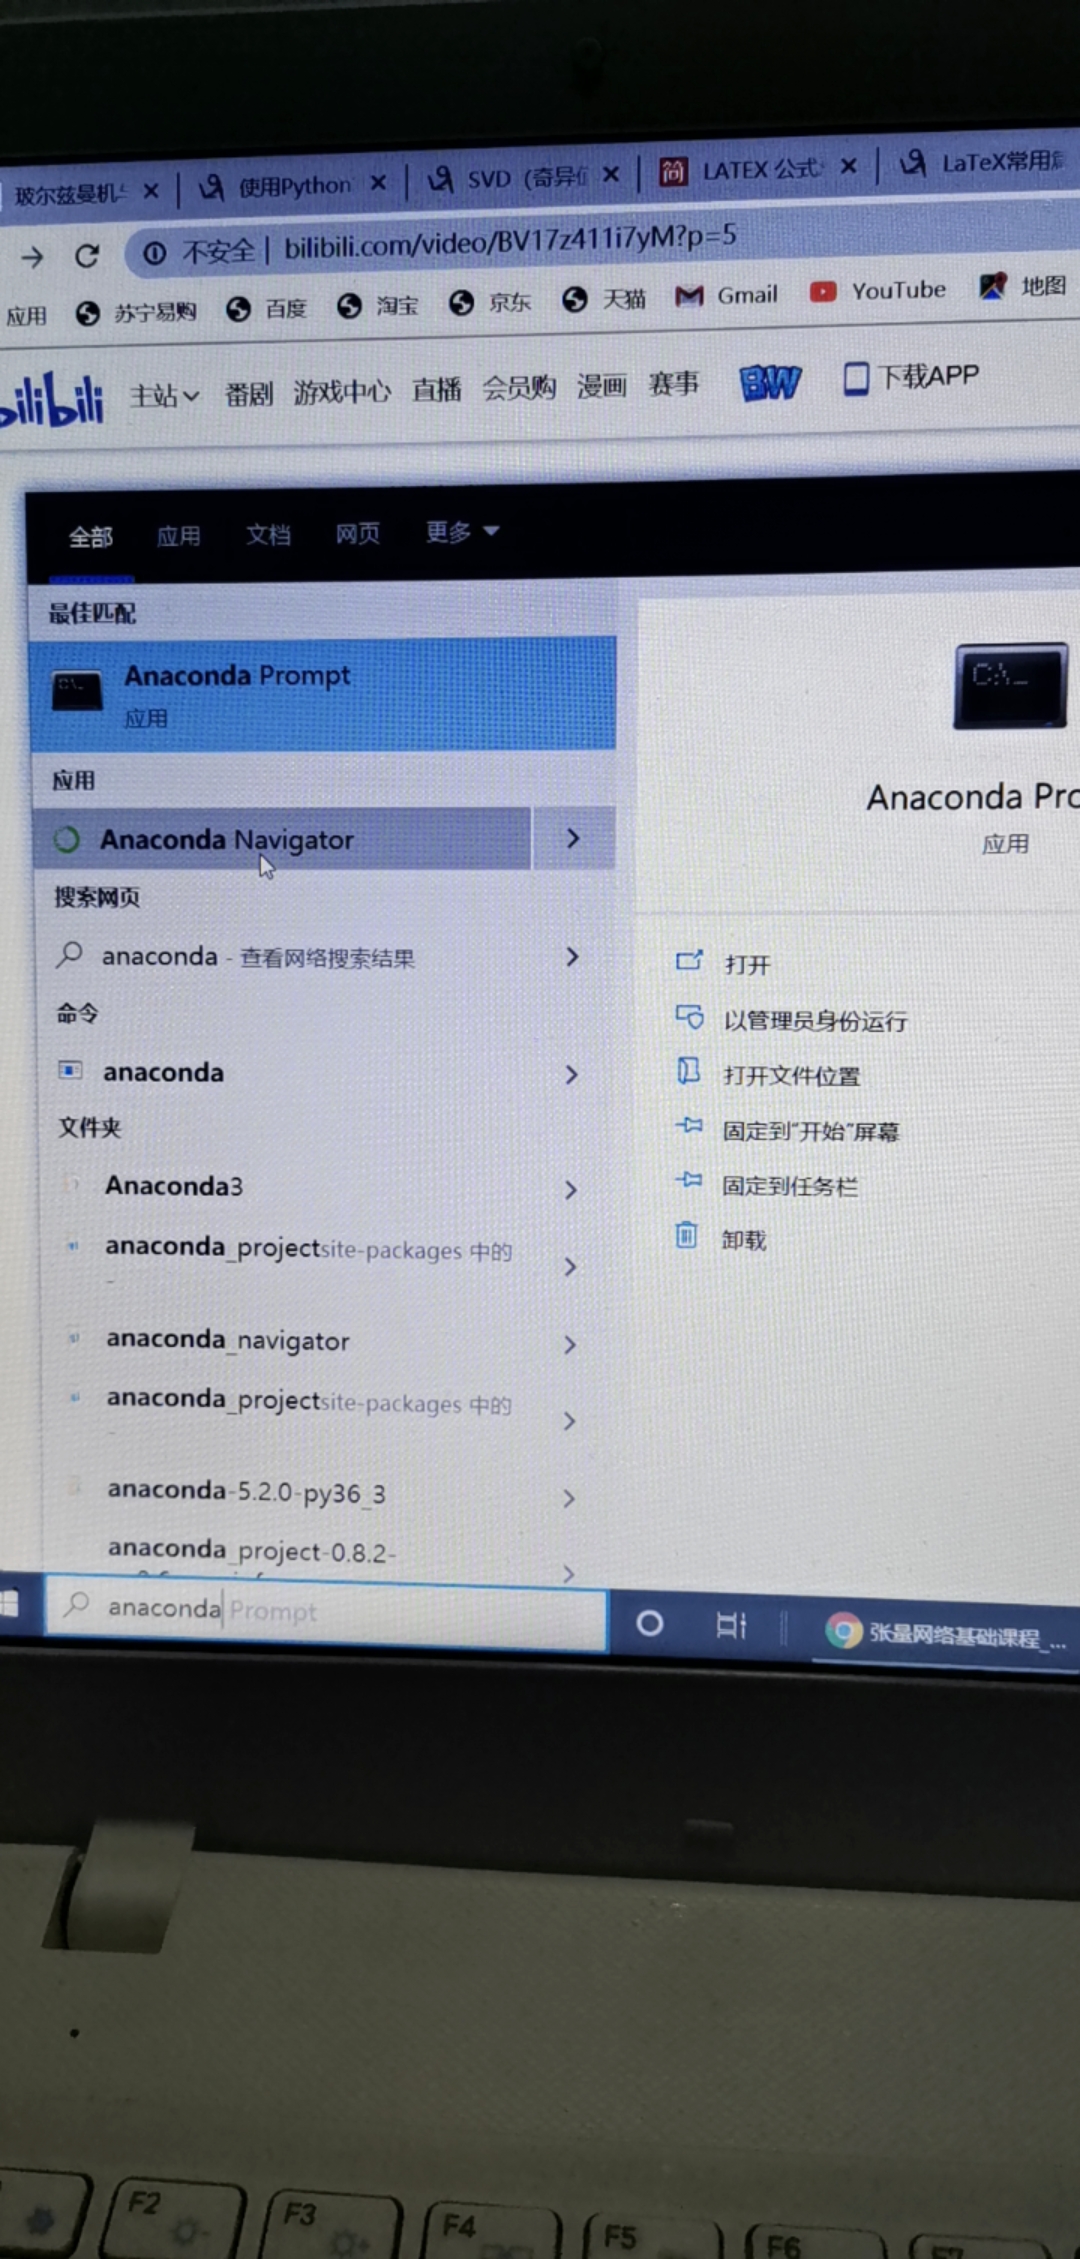 玻尔兹曼机
使用Python
SVD (奇异值
LATEX 公式
LaTeX常用
不安全 | bilibili.com/video/BV17z411i7yM?p=5
应用 苏宁易购 百度 淘宝 京东 天猫 Gmail YouTube 地图
bilibili 主站 番剧 游戏中心 直播 会员购 漫画 赛事 BW 下载APP
全部 应用 文档 网页 更多
最佳匹配
Anaconda Prompt
应用
应用
Anaconda Navigator
搜索网页
anaconda - 查看网络搜索结果
命令
anaconda
文件夹
Anaconda3
anaconda_projectsite-packages 中的
-
anaconda_navigator
anaconda_projectsite-packages 中的
-
anaconda-5.2.0-py36_3
anaconda_project-0.8.2-
C:\_
Anaconda Pro
应用
打开
以管理员身份运行
打开文件位置
固定到"开始"屏幕
固定到任务栏
卸载
anaconda Prompt
张量网络基础课程_...
F2 F3 F4 F5 F6 F7